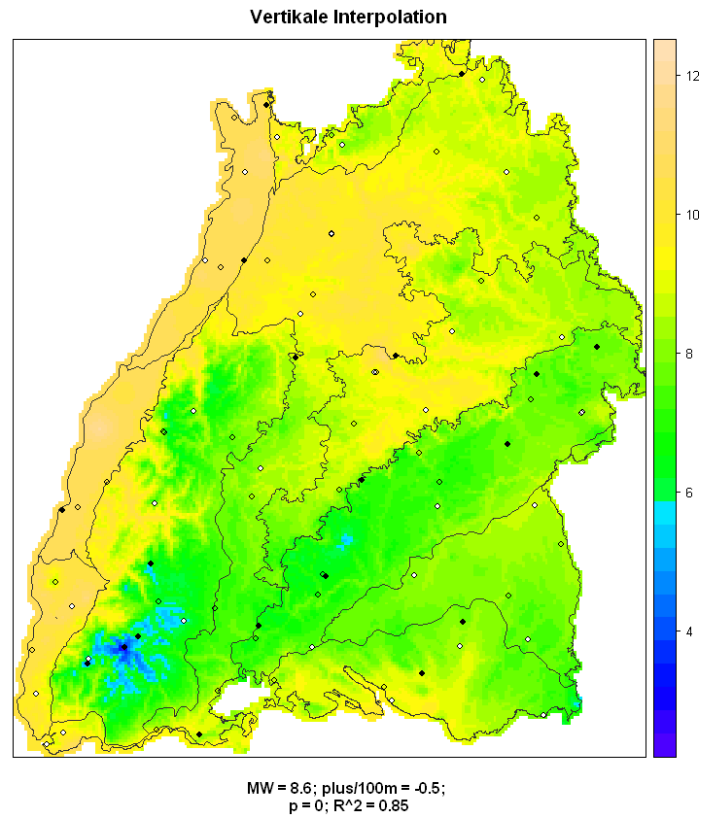 Vertikale Interpolation
12
10
8
6
4
MW = 8.6; plus/100m = -0.5;
p = 0; R^2 = 0.85